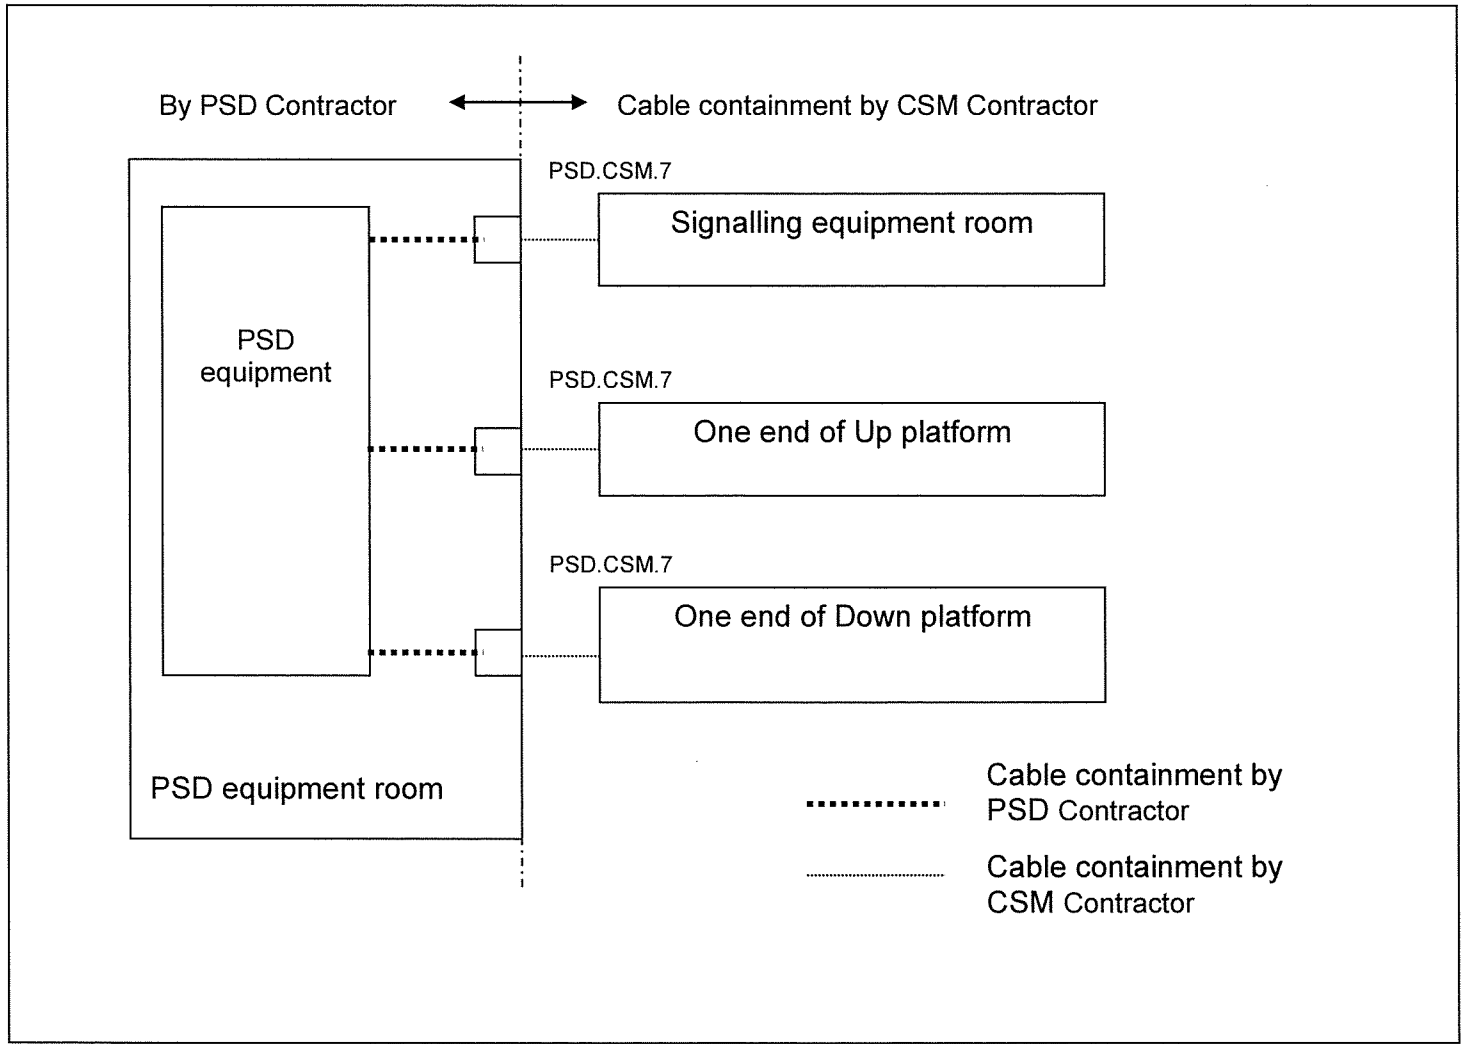 By PSD Contractor
Cable containment by CSM Contractor
PSD.CSM.7
Signalling equipment room
PSD
equipment
PSD.CSM.7
One end of Up platform
PSD.CSM.7
One end of Down platform
PSD equipment room
Cable containment by
PSD Contractor
Cable containment by
CSM Contractor